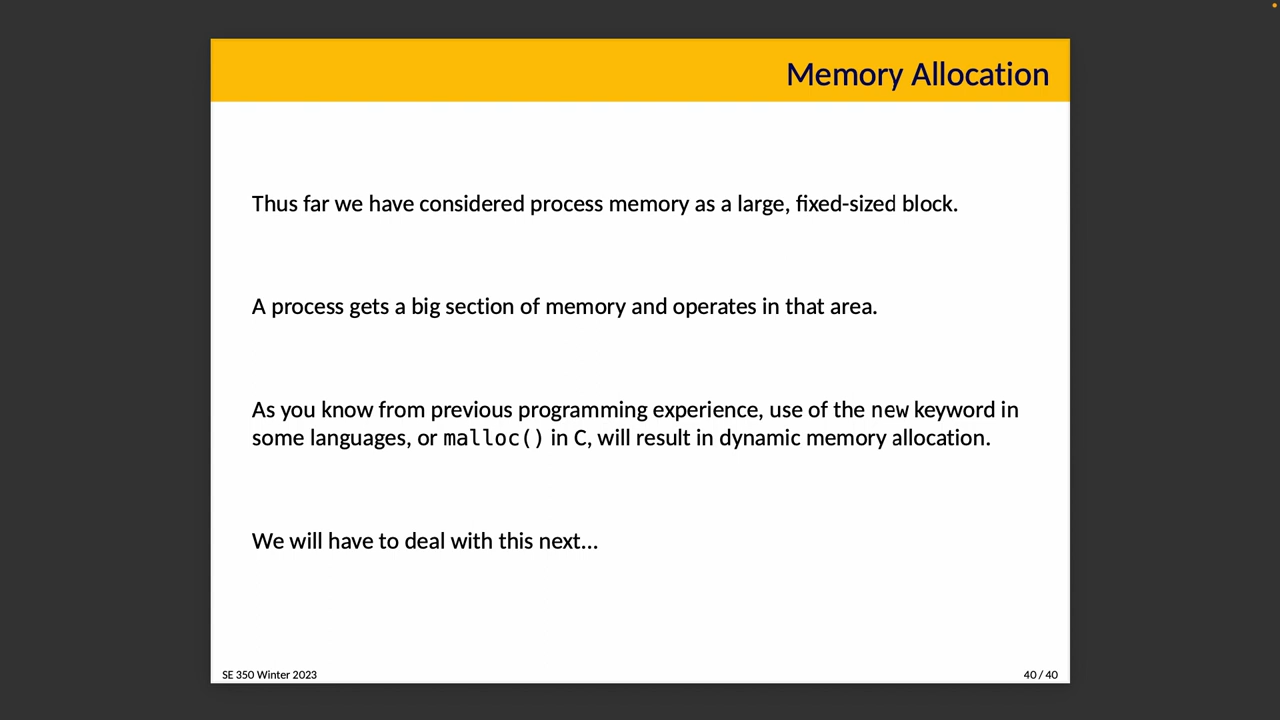 Memory Allocation
Thus far we have considered process memory as a large, fixed-sized block.
A process gets a big section of memory and operates in that area.
As you know from previous programming experience, use of the new keyword in
some languages, or malloc() in C, will result in dynamic memory allocation.
We will have to deal with this next...
SE 350 Winter 2023
40 / 40